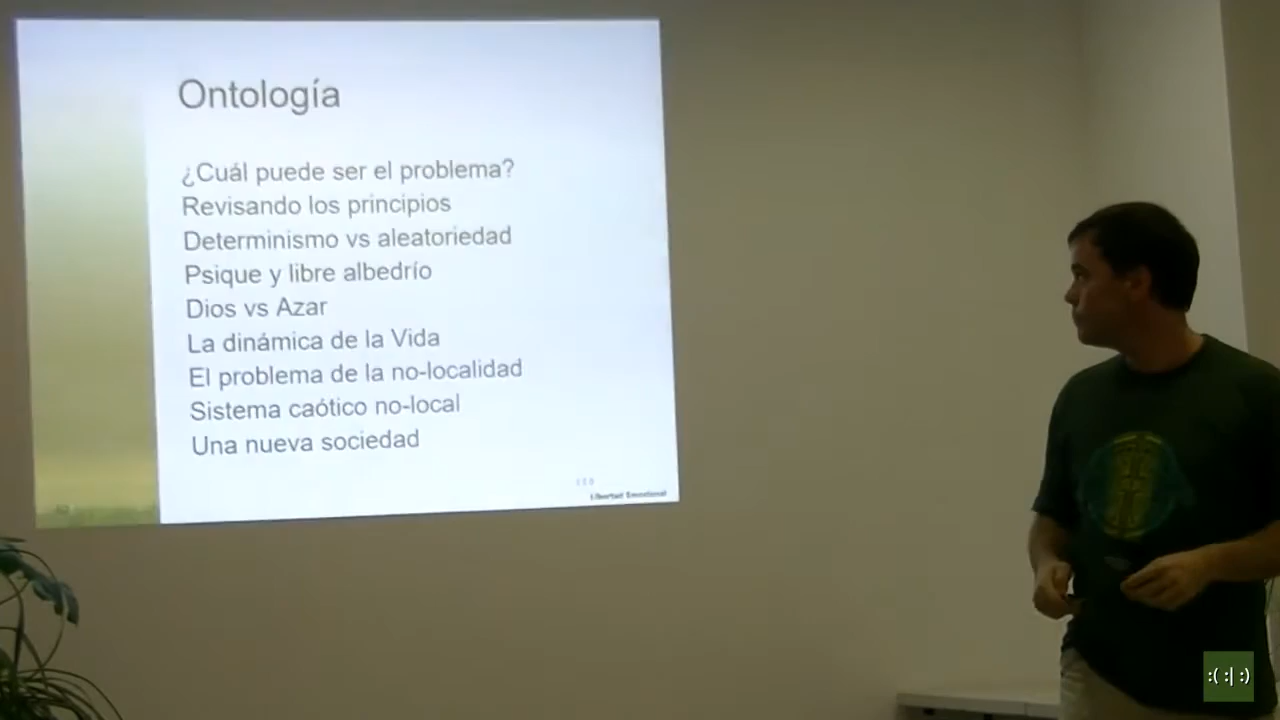 Ontología
¿Cuál puede ser el problema?
Revisando los principios
Determinismo vs aleatoriedad
Psique y libre albedrío
Dios vs Azar
La dinámica de la Vida
El problema de la no-localidad
Sistema caótico no-local
Una nueva sociedad
Libertad Emocional
:( :| :)